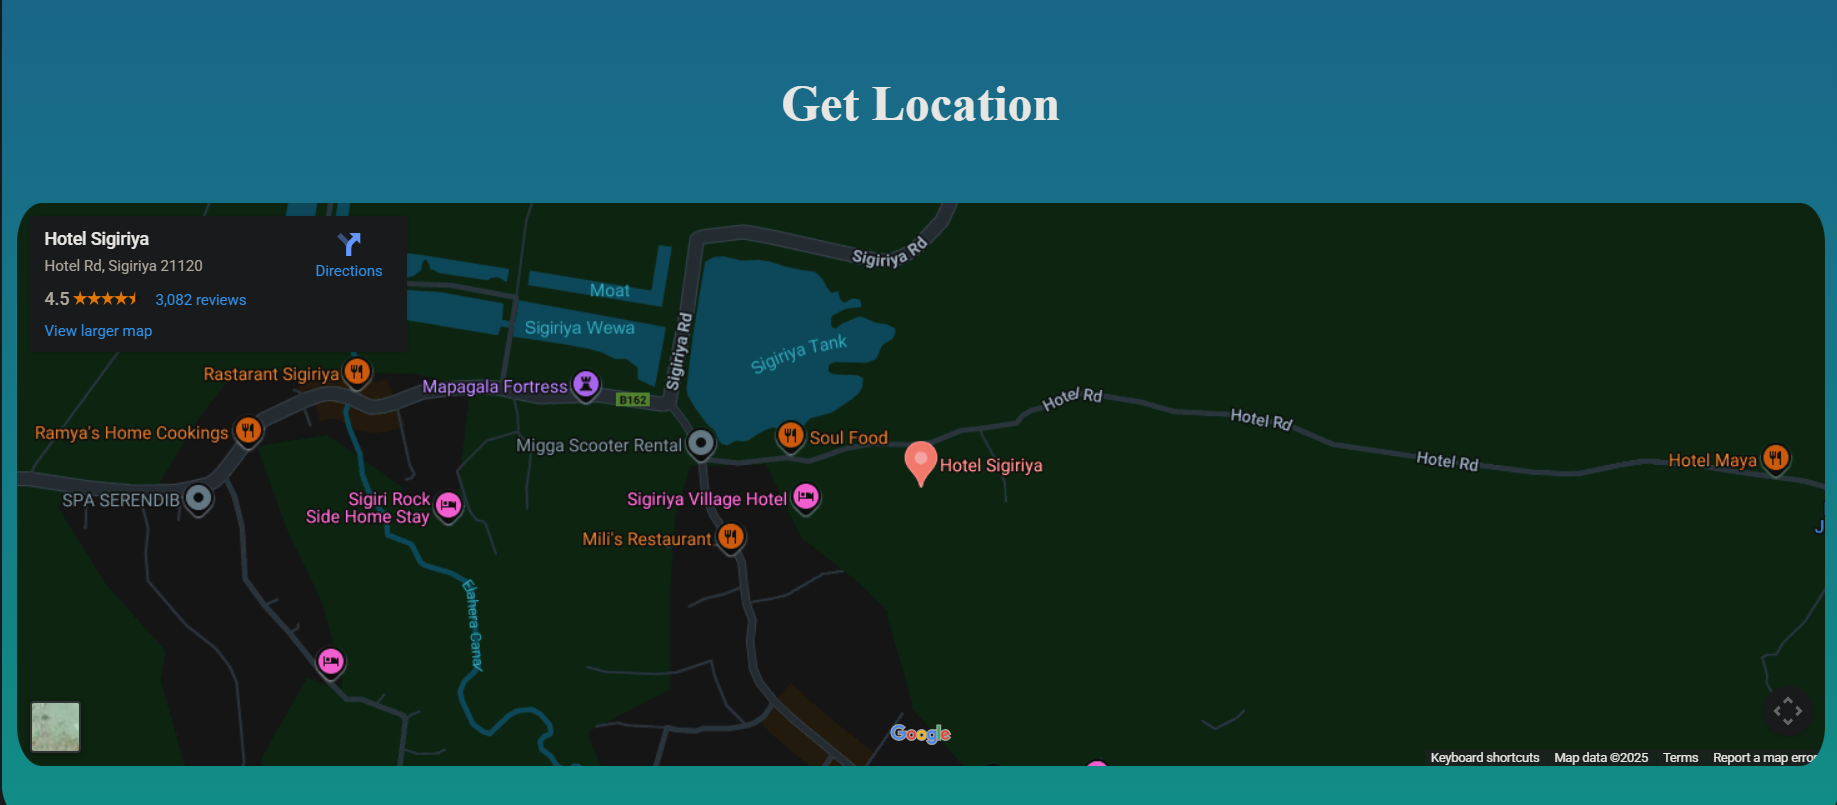 Get Location
Hotel Sigiriya
Hotel Rd, Sigiriya 21120
Directions
4.5
3,082 reviews
View larger map
Sigiriya Rd
Moat
Sigiriya Wewa
Sigiriya Rd
Sigiriya Tank
Rastarant Sigiriya
Mapagala Fortress
B162
Hotel Rd
Hotel Rd
Ramya's Home Cookings
Migga Scooter Rental
Soul Food
Hotel Sigiriya
Hotel Rd
Hotel Maya
SPA SERENDIB
Sigiri Rock
Side Home Stay
Sigiriya Village Hotel
Mili's Restaurant
J
Elahera Canal
Google
Keyboard shortcuts
Map data ©2025
Terms
Report a map error